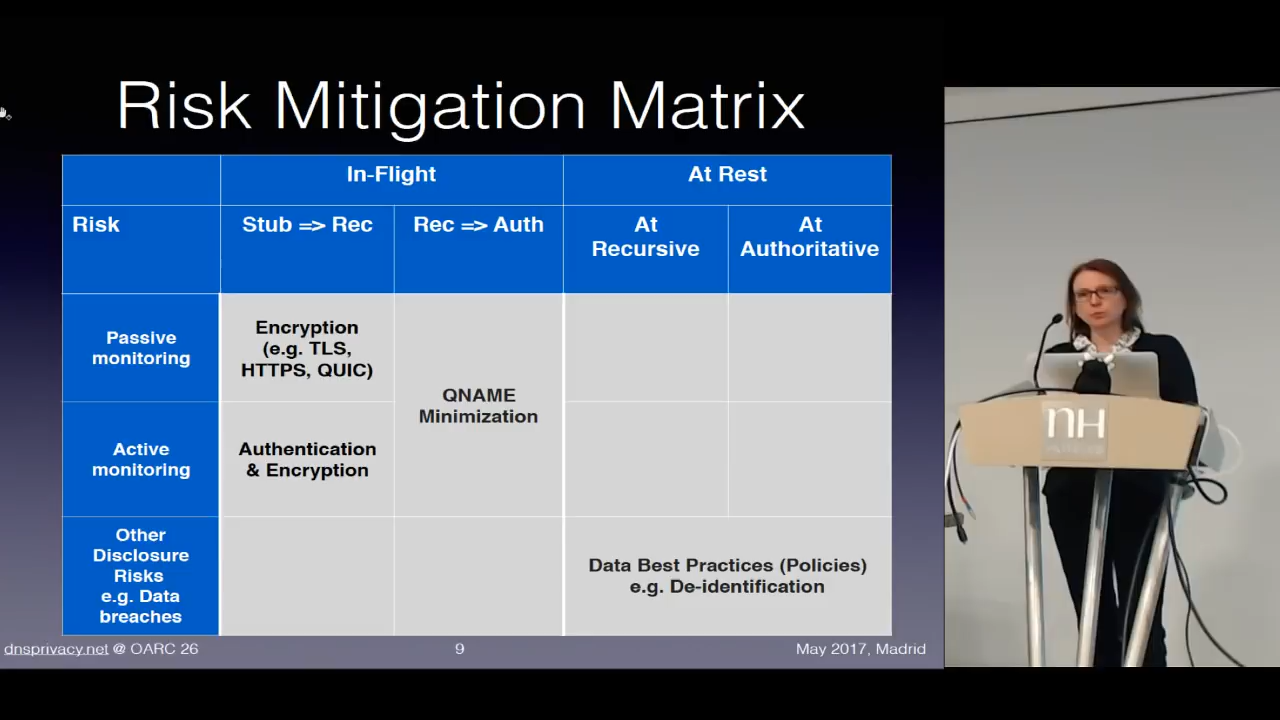 Risk Mitigation Matrix
In-Flight
At Rest
Risk
Stub => Rec
Rec => Auth
At
Recursive
At
Authoritative
Passive
monitoring
Encryption
(e.g. TLS,
HTTPS, QUIC)
QNAME
Minimization
Active
monitoring
Authentication
& Encryption
Other
Disclosure
Risks
e.g. Data
breaches
Data Best Practices (Policies)
e.g. De-identification
dnsprivacy.net @ OARC 26
9
May 2017, Madrid
NH